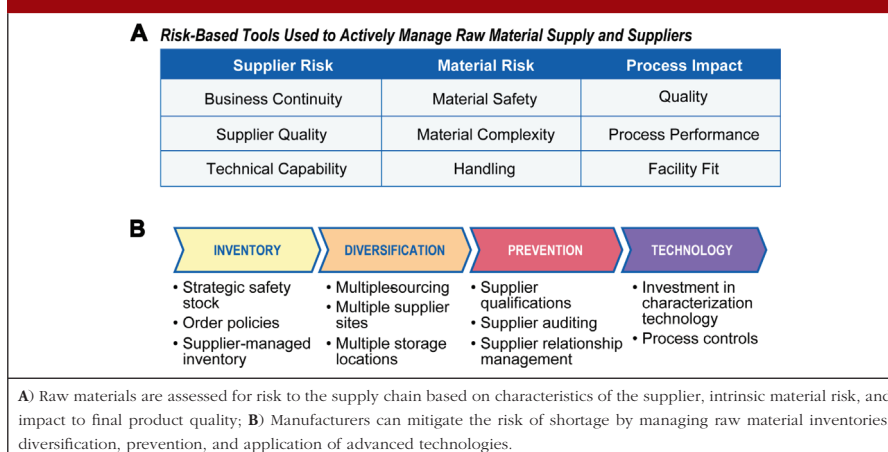 A Risk-Based Tools Used to Actively Manage Raw Material Supply and Suppliers
Supplier Risk Material Risk Process Impact
Business Continuity Material Safety Quality
Supplier Quality Material Complexity Process Performance
Technical Capability Handling Facility Fit
B
INVENTORY DIVERSIFICATION PREVENTION TECHNOLOGY
• Strategic safety
stock
• Order policies
• Supplier-managed
inventory
• Multiplesourcing
• Multiple supplier
sites
• Multiple storage
locations
• Supplier
qualifications
• Supplier auditing
• Supplier relationship
management
• Investment in
characterization
technology
• Process controls
A) Raw materials are assessed for risk to the supply chain based on characteristics of the supplier, intrinsic material risk, and
impact to final product quality; B) Manufacturers can mitigate the risk of shortage by managing raw material inventories
diversification, prevention, and application of advanced technologies.